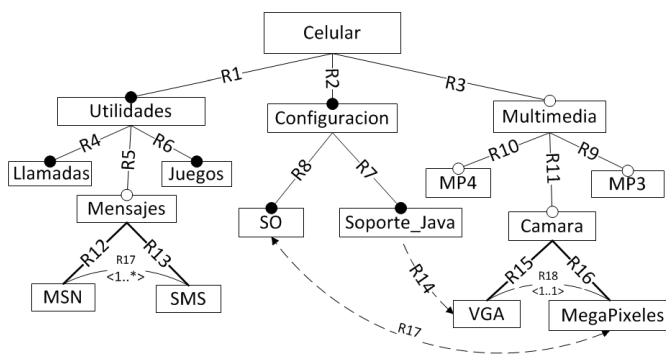 Celular
R1
R2
R3
Utilidades
Configuracion
Multimedia
R4
R5
R6
R8
R7
R10
R11
R9
Llamadas
Juegos
MP4
MP3
Mensajes
SO
Soporte_Java
Camara
R12
R17
<1..*>
R13
R14
R15
R18
<1..1>
R16
MSN
SMS
VGA
MegaPixeles
R17